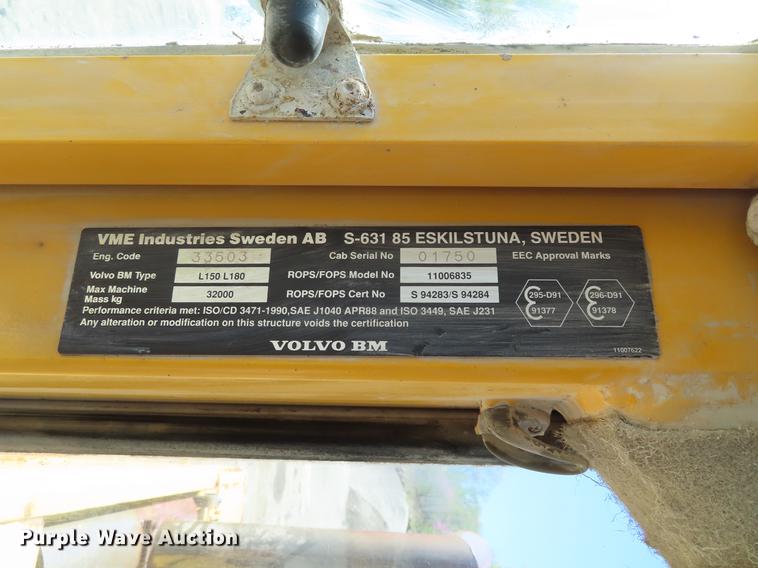 VME Industries Sweden AB S-631 85 ESKILSTUNA, SWEDEN
Eng. Code 33503 Cab Serial No 01750 EEC Approval Marks
Volvo BM Type L150 L180 ROPS/FOPS Model No 11006835
Max Machine Mass kg 32000 ROPS/FOPS Cert No S 94283/S 94284
295-D91 91377
296-D91 91378
Performance criteria met: ISO/CD 3471-1990,SAE J1040 APR88 and ISO 3449, SAE J231
Any alteration or modification on this structure voids the certification
VOLVO BM
11007622
Purple Wave Auction